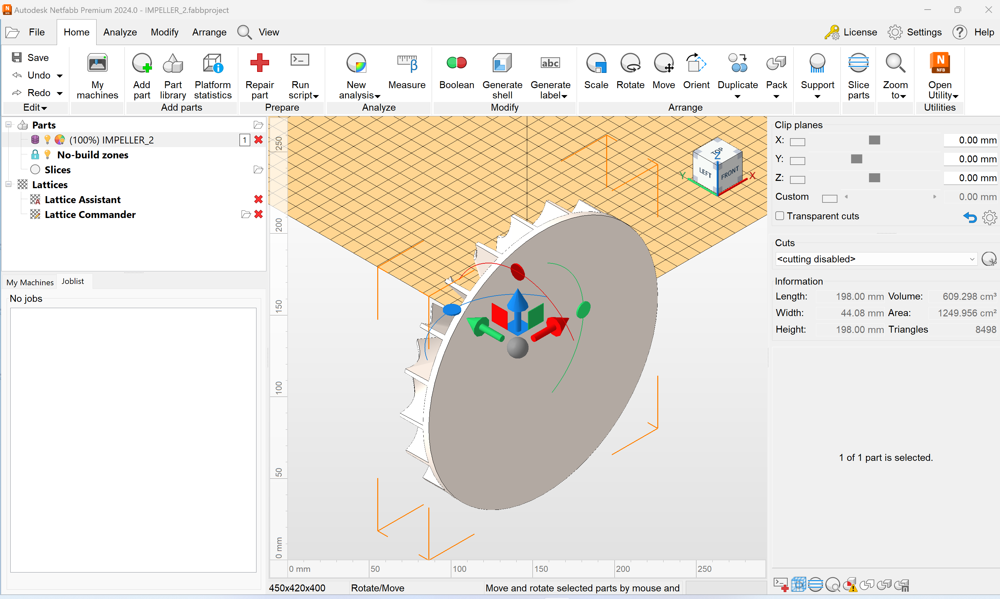 Autodesk Netfabb Premium 2024.0 - IMPELLER_2.fabbproject
File Home Analyze Modify Arrange View License Settings Help
Save
Undo
Redo
Edit
My machines
Add part
Part library
Platform statistics
Add parts
Repair part
Run script
Prepare
New analysis
Measure
Analyze
Boolean
Generate shell
Generate label
abc
Modify
Scale
Rotate
Move
Orient
Duplicate
Pack
Arrange
Support
Slice parts
Zoom to
N
NFB
Open Utility
Utilities
Parts
(100%) IMPELLER_2
1
No-build zones
Slices
Lattices
Lattice Assistant
Lattice Commander
My Machines
Joblist
No jobs
250
200
150
100
50
0 mm
0 mm
50
100
150
200
250
TOP
LEFT
FRONT
Z
Y
X
450x420x400
Rotate/Move
Move and rotate selected parts by mouse and
Clip planes
X: 0.00 mm
Y: 0.00 mm
Z: 0.00 mm
Custom 0.00 mm
Transparent cuts
Cuts
<cutting disabled>
Information
Length: 198.00 mm Volume: 609.298 cm³
Width: 44.08 mm Area: 1249.956 cm²
Height: 198.00 mm Triangles 8498
1 of 1 part is selected.